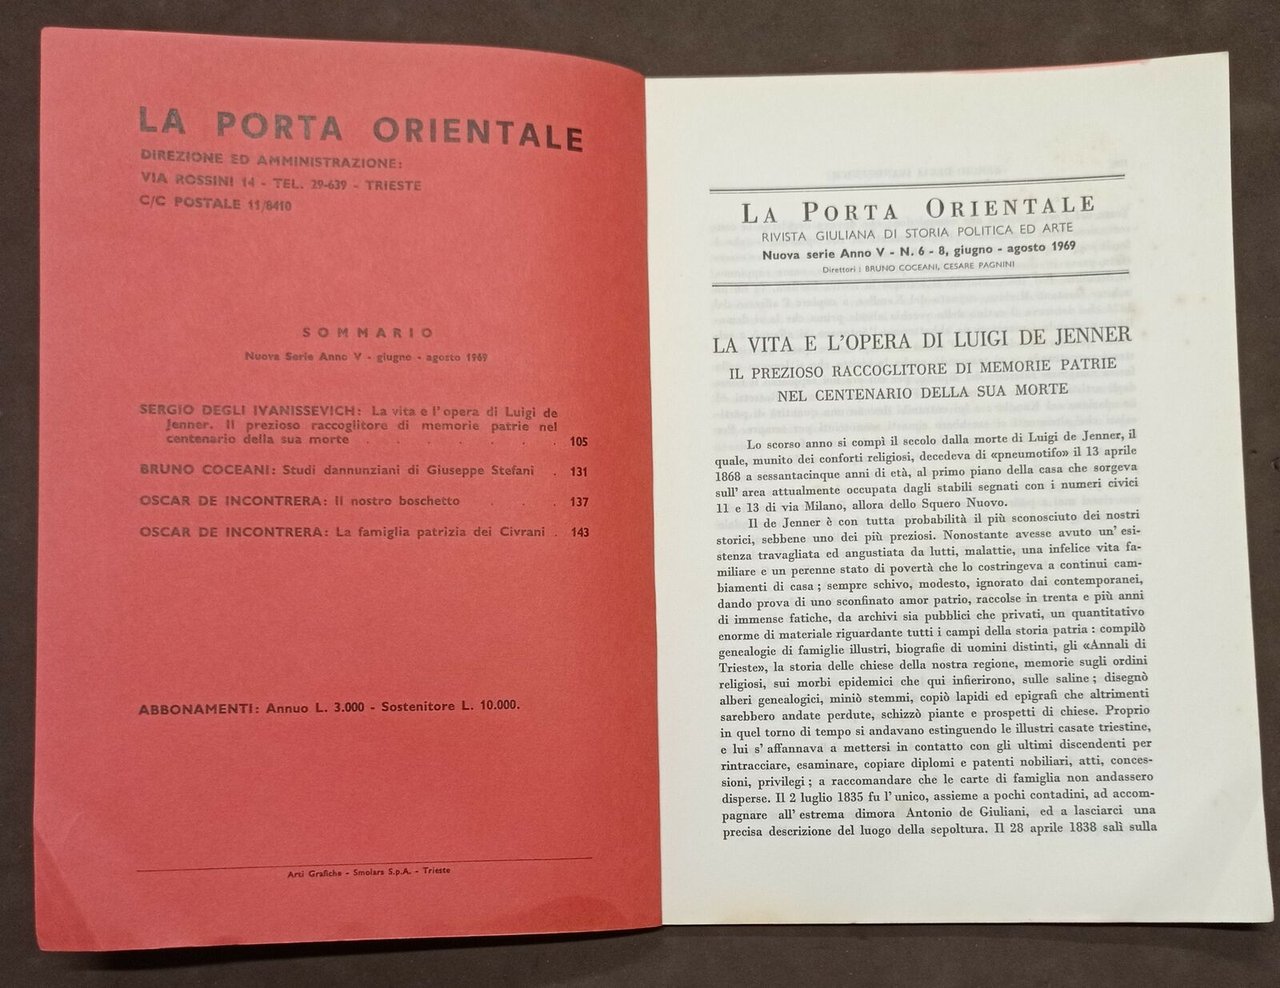 LA PORTA ORIENTALE
DIREZIONE ED AMMINISTRAZIONE:
VIA ROSSINI 14 - TEL. 29-639 - TRIESTE
C/C POSTALE 11/8410
SOMMARIO
Nuova Serie Anno V - giugno - agosto 1969
SERGIO DEGLI IVANISSEVICH: La vita e l'opera di Luigi de
Jenner. Il prezioso raccoglitore di memorie patrie nel
centenario della sua morte . . . . . . . 105
BRUNO COCEANI: Studi dannunziani di Giuseppe Stefani . 131
OSCAR DE INCONTRERA: Il nostro boschetto . . . 137
OSCAR DE INCONTRERA: La famiglia patrizia dei Civrani . 143
ABBONAMENTI: Annuo L. 3.000 - Sostenitore L. 10.000.
Arti Grafiche - Smolars S.p.A. - Trieste
LA PORTA ORIENTALE
RIVISTA GIULIANA DI STORIA POLITICA ED ARTE
Nuova serie Anno V - N. 6 - 8, giugno - agosto 1969
Direttori: BRUNO COCEANI, CESARE PAGNINI
LA VITA E L'OPERA DI LUIGI DE JENNER
IL PREZIOSO RACCOGLITORE DI MEMORIE PATRIE
NEL CENTENARIO DELLA SUA MORTE
Lo scorso anno si compì il secolo dalla morte di Luigi de Jenner, il
quale, munito dei conforti religiosi, decedeva di «pneumotifo» il 13 aprile
1868 a sessantacinque anni di età, al primo piano della casa che sorgeva
sull'area attualmente occupata dagli stabili segnati con i numeri civici
11 e 13 di via Milano, allora dello Squero Nuovo.
Il de Jenner è con tutta probabilità il più sconosciuto dei nostri
storici, sebbene uno dei più preziosi. Nonostante avesse avuto un'esi-
stenza travagliata ed angustiata da lutti, malattie, una infelice vita fa-
miliare e un perenne stato di povertà che lo costringeva a continui cam-
biamenti di casa; sempre schivo, modesto, ignorato dai contemporanei,
dando prova di uno sconfinato amor patrio, raccolse in trenta e più anni
di immense fatiche, da archivi sia pubblici che privati, un quantitativo
enorme di materiale riguardante tutti i campi della storia patria: compilò
genealogie di famiglie illustri, biografie di uomini distinti, gli «Annali di
Trieste», la storia delle chiese della nostra regione, memorie sugli ordini
religiosi, sui morbi epidemici che qui infierirono, sulle saline; disegnò
alberi genealogici, miniò stemmi, copiò lapidi ed epigrafi che altrimenti
sarebbero andate perdute, schizzò piante e prospetti di chiese. Proprio
in quel torno di tempo si andavano estinguendo le illustri casate triestine,
e lui s'affannava a mettersi in contatto con gli ultimi discendenti per
rintracciare, esaminare, copiare diplomi e patenti nobiliari, atti, conces-
sioni, privilegi; a raccomandare che le carte di famiglia non andassero
disperse. Il 2 luglio 1835 fu l'unico, assieme a pochi contadini, ad accom-
pagnare all'estrema dimora Antonio de Giuliani, ed a lasciarci una
precisa descrizione del luogo della sepoltura. Il 28 aprile 1838 salì sulla